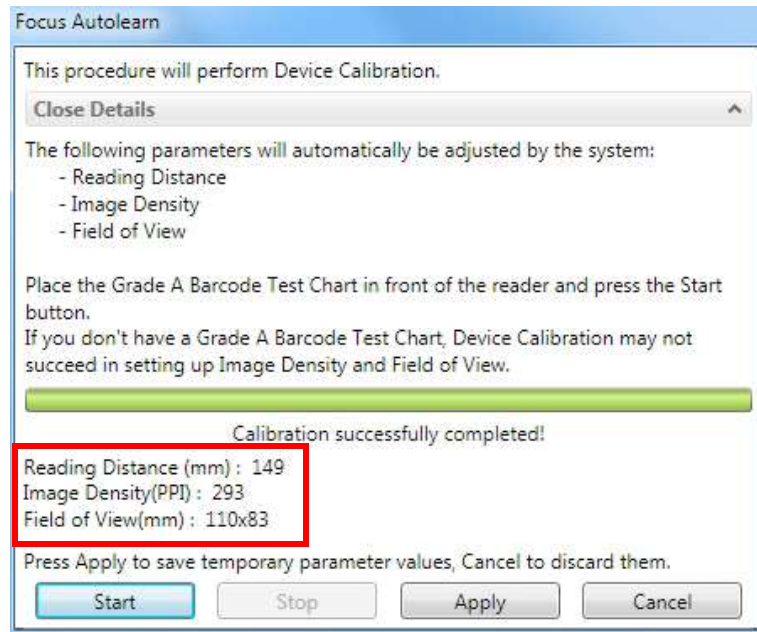 Focus Autolearn
This procedure will perform Device Calibration.
Close Details
The following parameters will automatically be adjusted by the system:
- Reading Distance
- Image Density
- Field of View
Place the Grade A Barcode Test Chart in front of the reader and press the Start
button.
If you don't have a Grade A Barcode Test Chart, Device Calibration may not
succeed in setting up Image Density and Field of View.
Calibration successfully completed!
Reading Distance (mm) : 149
Image Density(PPI) : 293
Field of View(mm) : 110x83
Press Apply to save temporary parameter values, Cancel to discard them.
Start Stop Apply Cancel